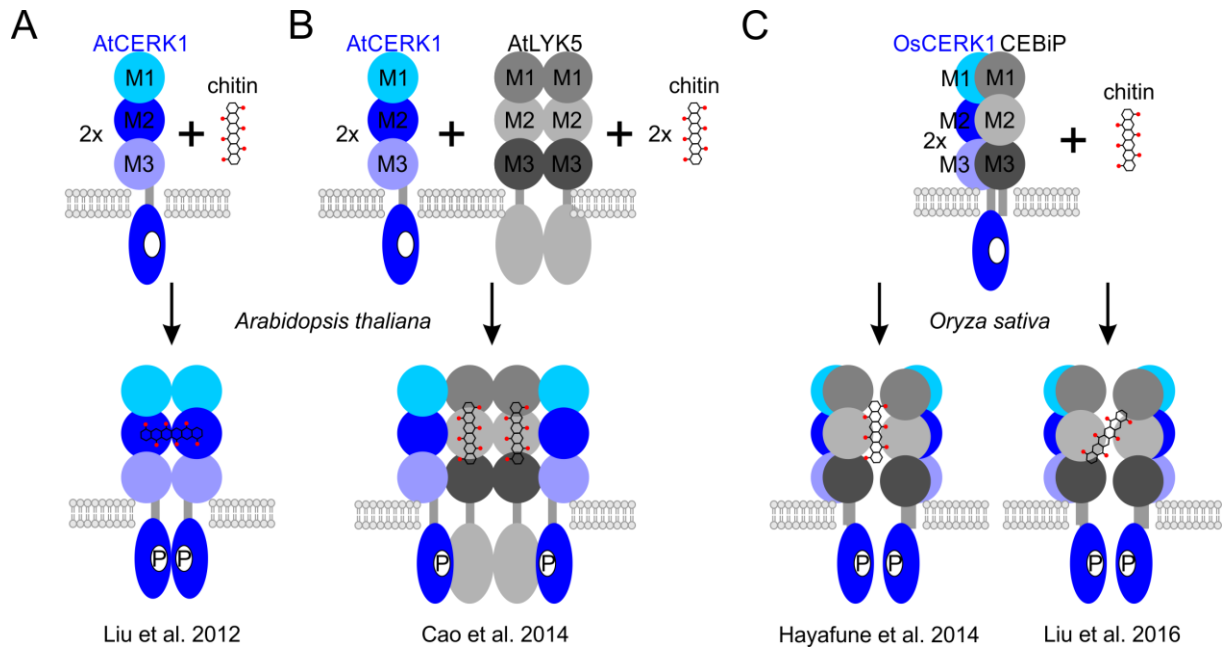 A
AtCERK1
M1
M2
M3
2x
+
chitin
B
AtCERK1
AtLYK5
M1
M2
M3
2x
+
M1 M1
M2 M2
M3 M3
+
2x
chitin
C
OsCERK1 CEBiP
M1 M1
M2 M2
2x
M3 M3
+
chitin
Arabidopsis thaliana
Oryza sativa
P P
P P
P P
P P
Liu et al. 2012
Cao et al. 2014
Hayafune et al. 2014
Liu et al. 2016